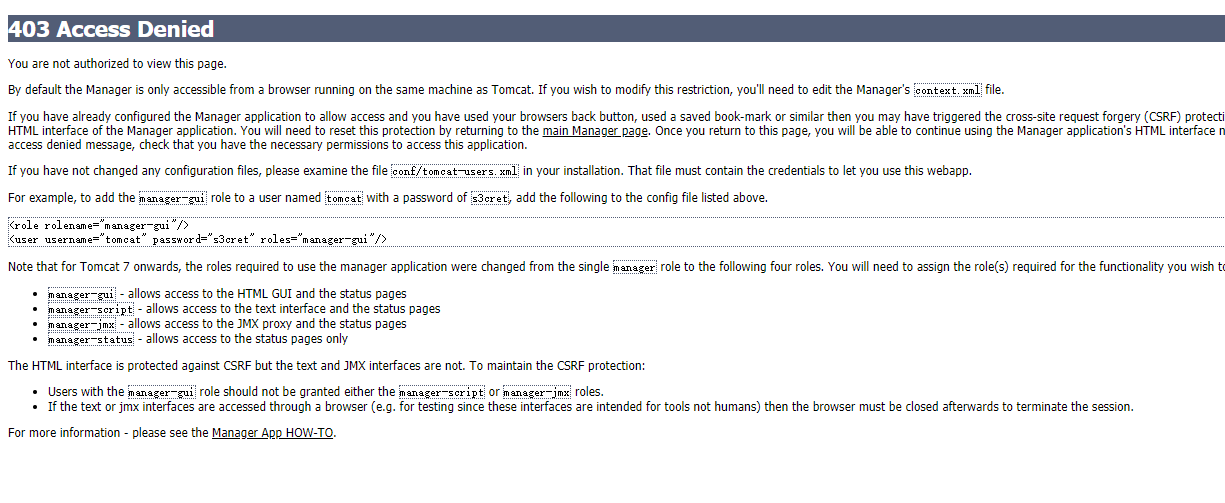 403 Access Denied
You are not authorized to view this page.
By default the Manager is only accessible from a browser running on the same machine as Tomcat. If you wish to modify this restriction, you'll need to edit the Manager's context.xml file.
If you have already configured the Manager application to allow access and you have used your browsers back button, used a saved book-mark or similar then you may have triggered the cross-site request forgery (CSRF) protecti
HTML interface of the Manager application. You will need to reset this protection by returning to the main Manager page. Once you return to this page, you will be able to continue using the Manager application's HTML interface n
access denied message, check that you have the necessary permissions to access this application.
If you have not changed any configuration files, please examine the file conf/tomcat-users.xml in your installation. That file must contain the credentials to let you use this webapp.
For example, to add the manager-gui role to a user named tomcat with a password of s3cret, add the following to the config file listed above.
<role rolename="manager-gui"/>
<user username="tomcat" password="s3cret" roles="manager-gui"/>
Note that for Tomcat 7 onwards, the roles required to use the manager application were changed from the single manager role to the following four roles. You will need to assign the role(s) required for the functionality you wish to
• manager-gui - allows access to the HTML GUI and the status pages
• manager-script - allows access to the text interface and the status pages
• manager-jmx - allows access to the JMX proxy and the status pages
• manager-status - allows access to the status pages only
The HTML interface is protected against CSRF but the text and JMX interfaces are not. To maintain the CSRF protection:
• Users with the manager-gui role should not be granted either the manager-script or manager-jmx roles.
• If the text or jmx interfaces are accessed through a browser (e.g. for testing since these interfaces are intended for tools not humans) then the browser must be closed afterwards to terminate the session.
For more information - please see the Manager App HOW-TO.